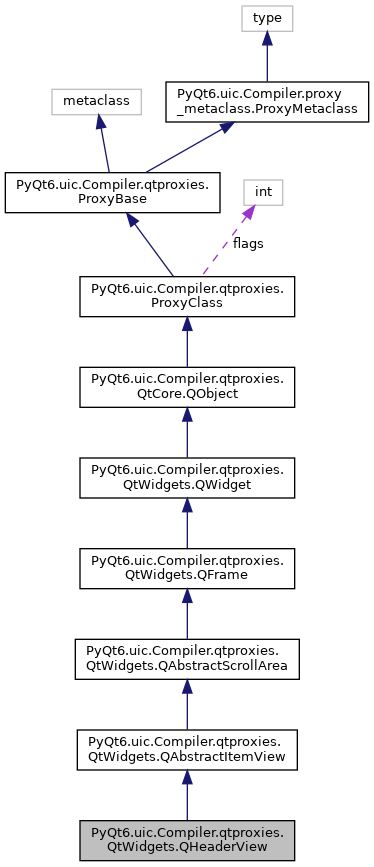 type
PyQt6.uic.Compiler.proxy
_metaclass.ProxyMetaclass
metaclass
PyQt6.uic.Compiler.qtproxies.
ProxyBase
int
flags
PyQt6.uic.Compiler.qtproxies.
ProxyClass
PyQt6.uic.Compiler.qtproxies.
QtCore.QObject
PyQt6.uic.Compiler.qtproxies.
QtWidgets.QWidget
PyQt6.uic.Compiler.qtproxies.
QtWidgets.QFrame
PyQt6.uic.Compiler.qtproxies.
QtWidgets.QAbstractScrollArea
PyQt6.uic.Compiler.qtproxies.
QtWidgets.QAbstractItemView
PyQt6.uic.Compiler.qtproxies.
QtWidgets.QHeaderView